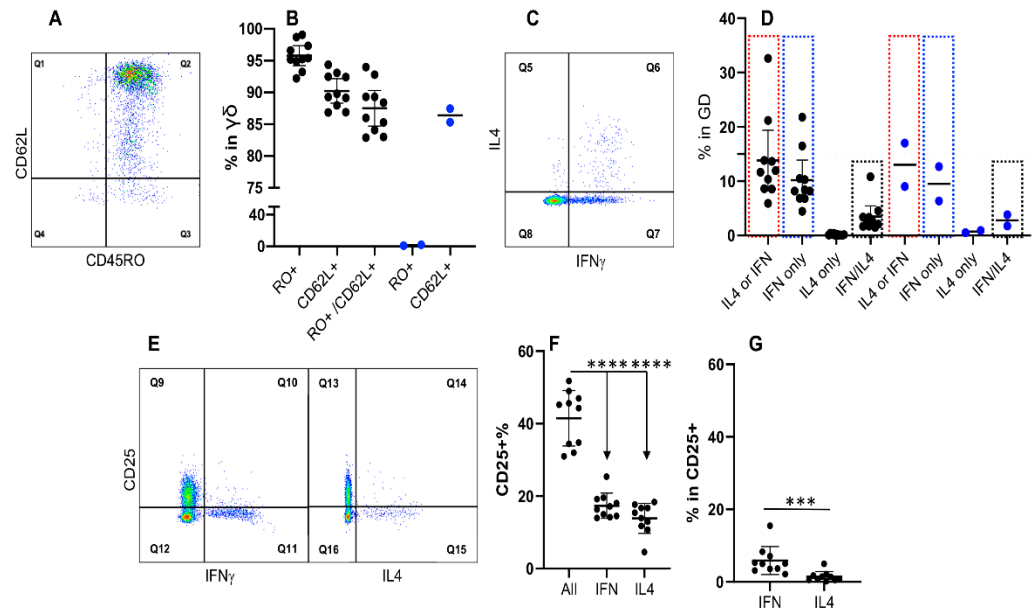 A
CD62L
Q1
Q2
Q4
Q3
CD45RO
B
% in γδ
100
95
90
85
80
75
40
0
RO+
CD62L+
RO+ /CD62L+
RO+
CD62L+
C
IL4
Q5
Q6
Q8
Q7
IFNγ
D
% in GD
40
30
20
10
0
IL4 or IFN
IFN only
IL4 only
IFN/IL4
IL4 or IFN
IFN only
IL4 only
IFN/IL4
E
CD25
Q9
Q10
Q13
Q14
Q12
Q11
Q16
Q15
IFNγ
IL4
F
CD25+%
60
40
20
0
********
All
IFN
IL4
G
% in CD25+
60
40
20
0
***
IFN
IL4